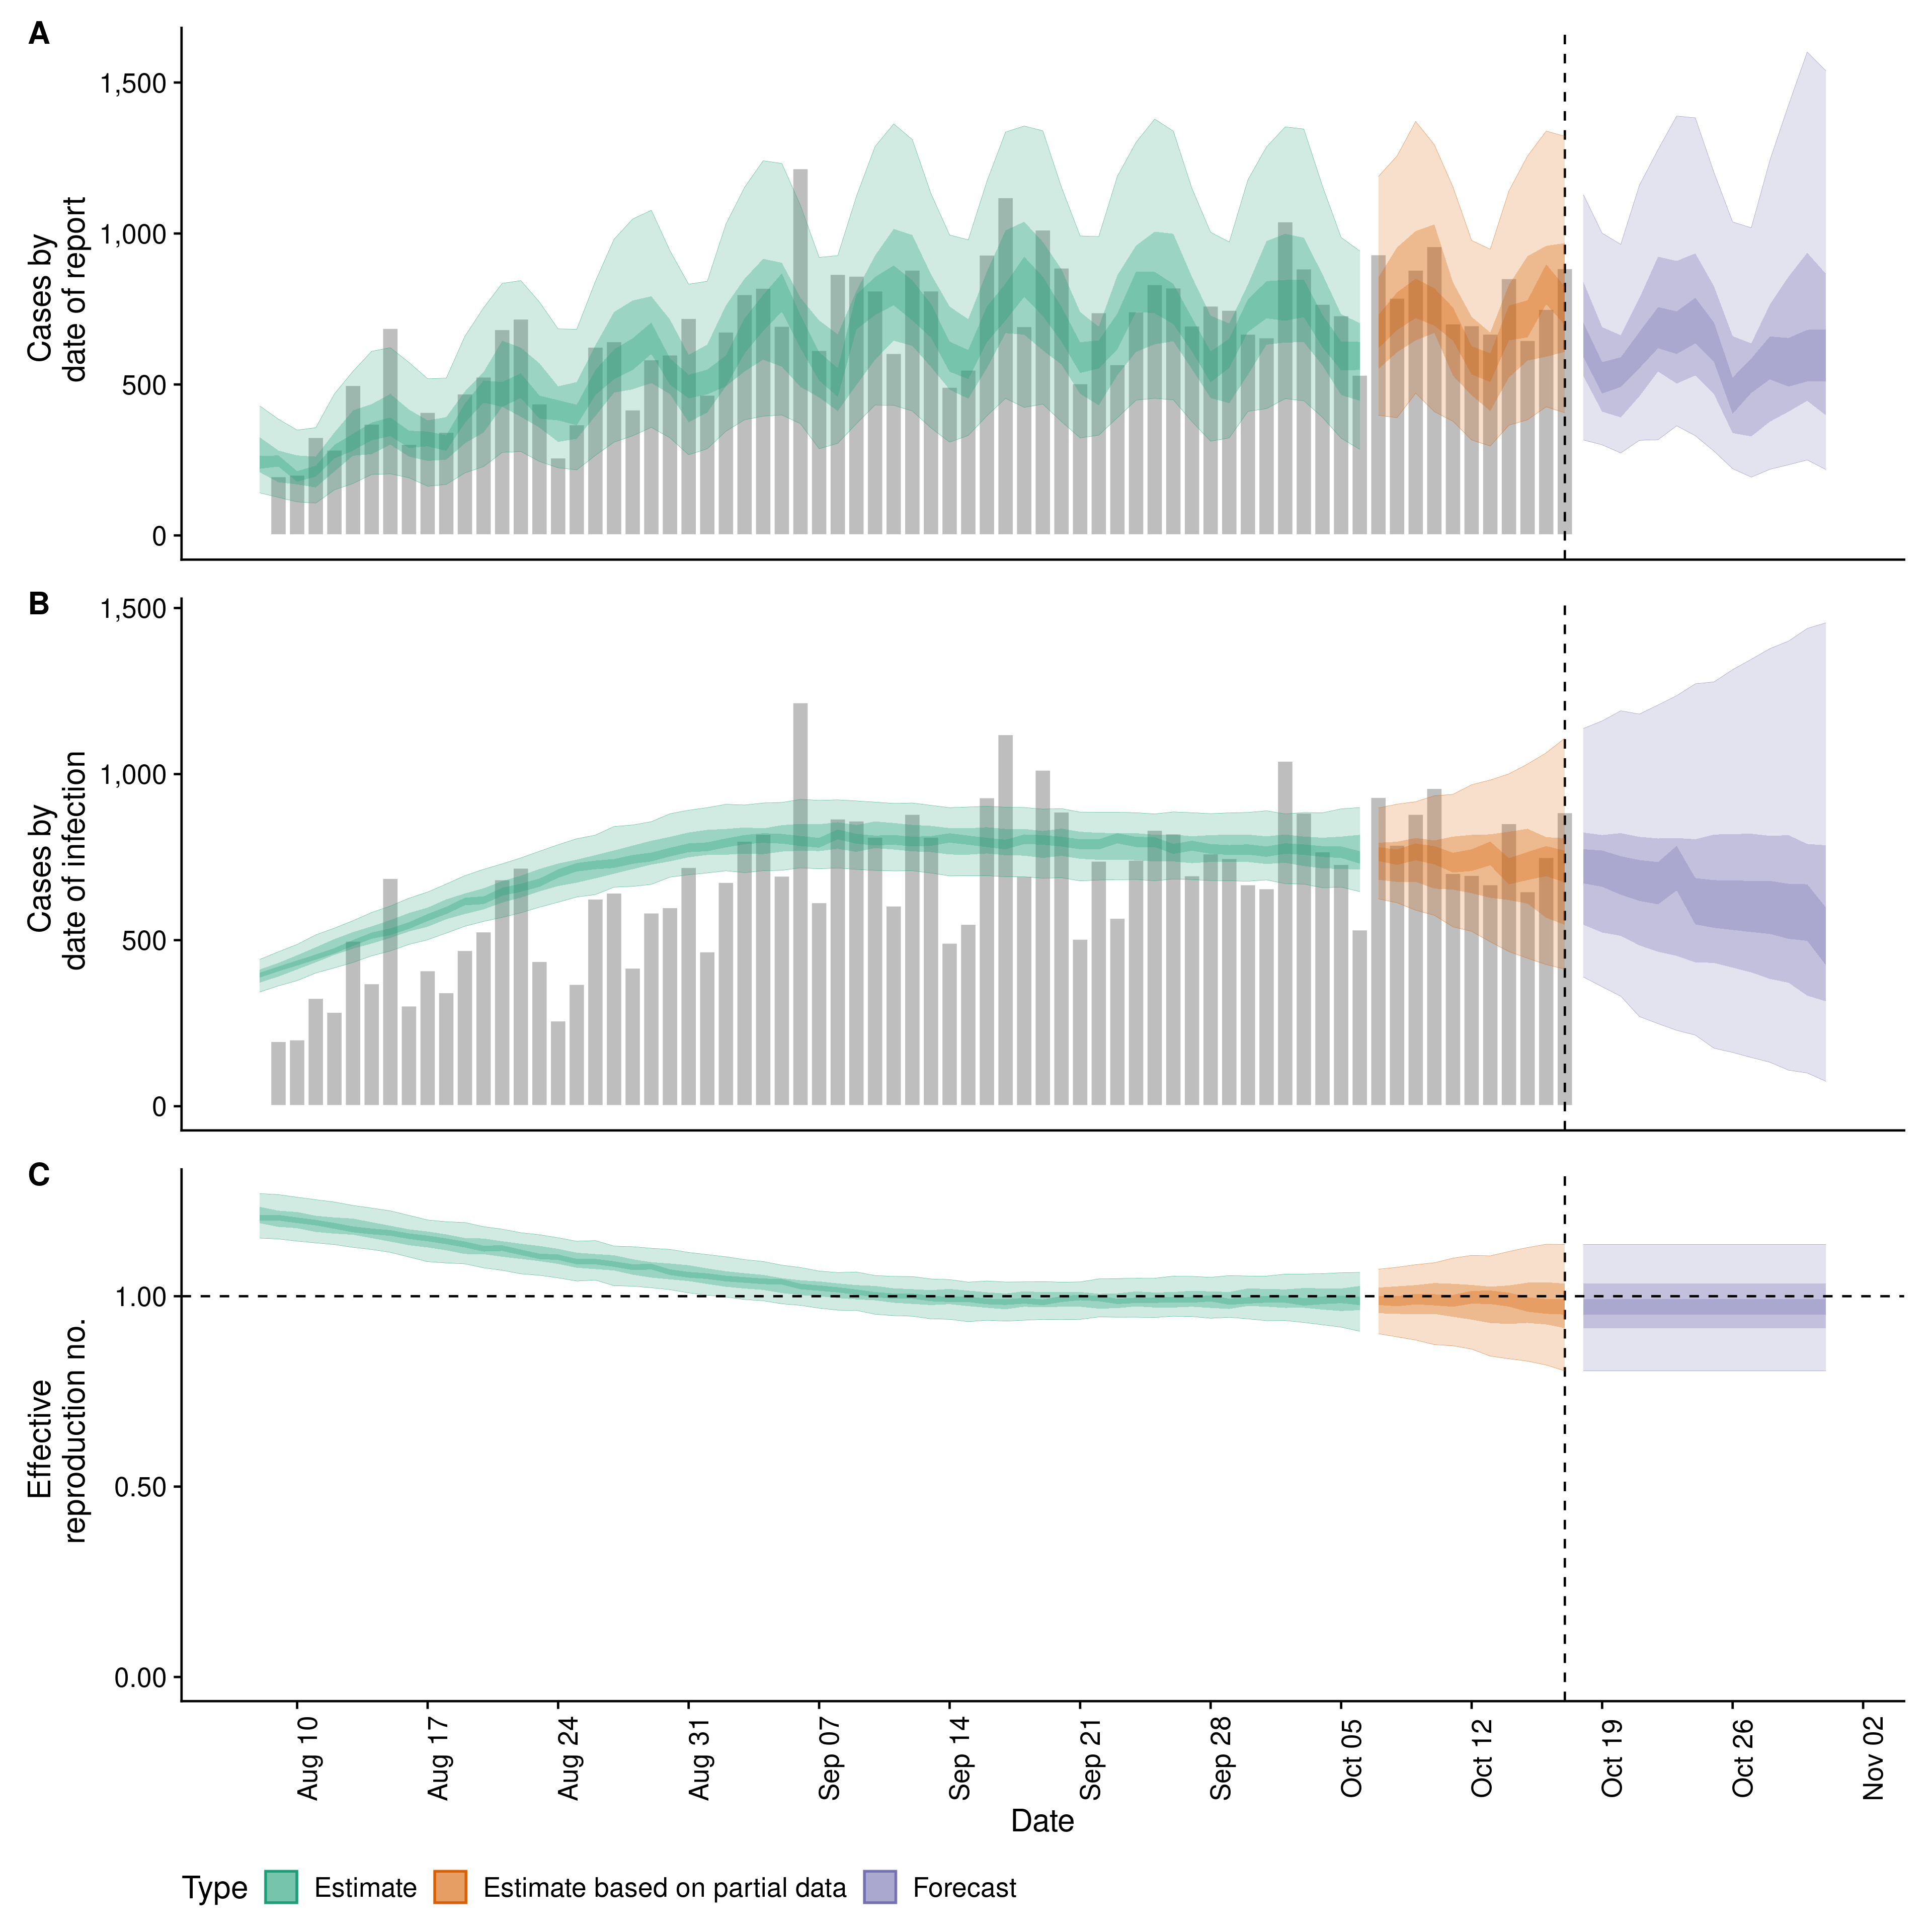 A
1,500
1,000
500
0
Cases by
date of report
B
1,500
1,000
500
0
Cases by
date of infection
C
1.00
0.50
0.00
Effective
reproduction no.
Aug 10
Aug 17
Aug 24
Aug 31
Sep 07
Sep 14
Sep 21
Sep 28
Oct 05
Oct 12
Oct 19
Oct 26
Nov 02
Date
Type Estimate Estimate based on partial data Forecast